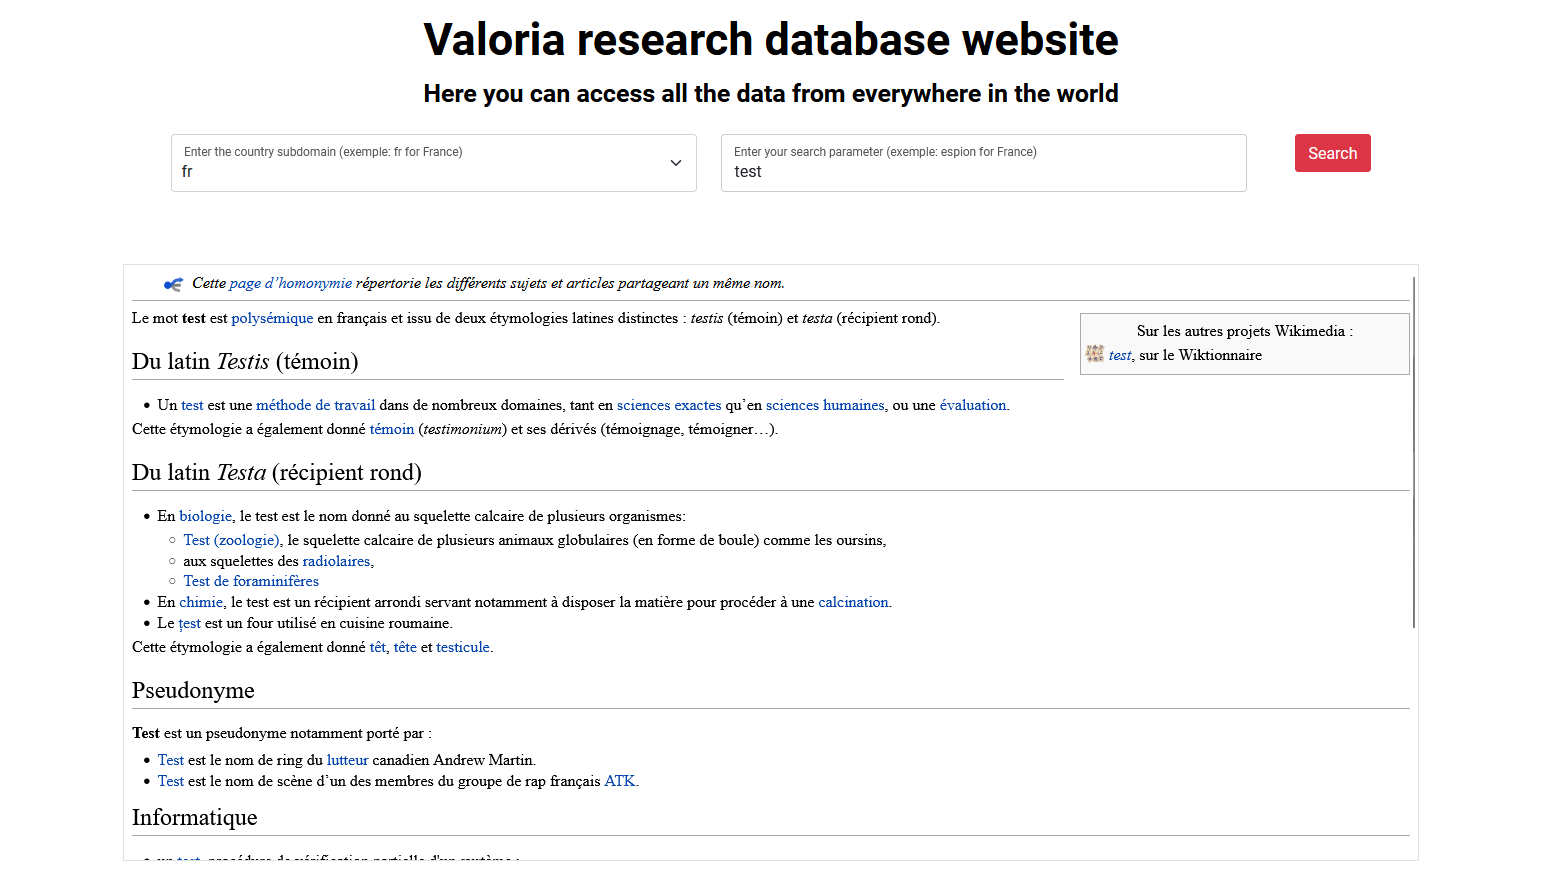 Valoria research database website
Here you can access all the data from everywhere in the world
Enter the country subdomain (exemple: fr for France)
fr
Enter your search parameter (exemple: espion for France)
test
Search
Cette page d’homonymie répertorie les différents sujets et articles partageant un même nom.
Le mot test est polysémique en français et issu de deux étymologies latines distinctes : testis (témoin) et testa (récipient rond).
Sur les autres projets Wikimedia :
test, sur le Wiktionnaire
Du latin Testis (témoin)
• Un test est une méthode de travail dans de nombreux domaines, tant en sciences exactes qu’en sciences humaines, ou une évaluation.
Cette étymologie a également donné témoin (testimonium) et ses dérivés (témoignage, témoigner…).
Du latin Testa (récipient rond)
• En biologie, le test est le nom donné au squelette calcaire de plusieurs organismes:
○ Test (zoologie), le squelette calcaire de plusieurs animaux globulaires (en forme de boule) comme les oursins,
○ aux squelettes des radiolaires,
○ Test de foraminifères
• En chimie, le test est un récipient arrondi servant notamment à disposer la matière pour procéder à une calcination.
• Le țest est un four utilisé en cuisine roumaine.
Cette étymologie a également donné têt, tête et testicule.
Pseudonyme
Test est un pseudonyme notamment porté par :
• Test est le nom de ring du lutteur canadien Andrew Martin.
• Test est le nom de scène d’un des membres du groupe de rap français ATK.
Informatique
• un test, procédure de vérification partielle d'un système :